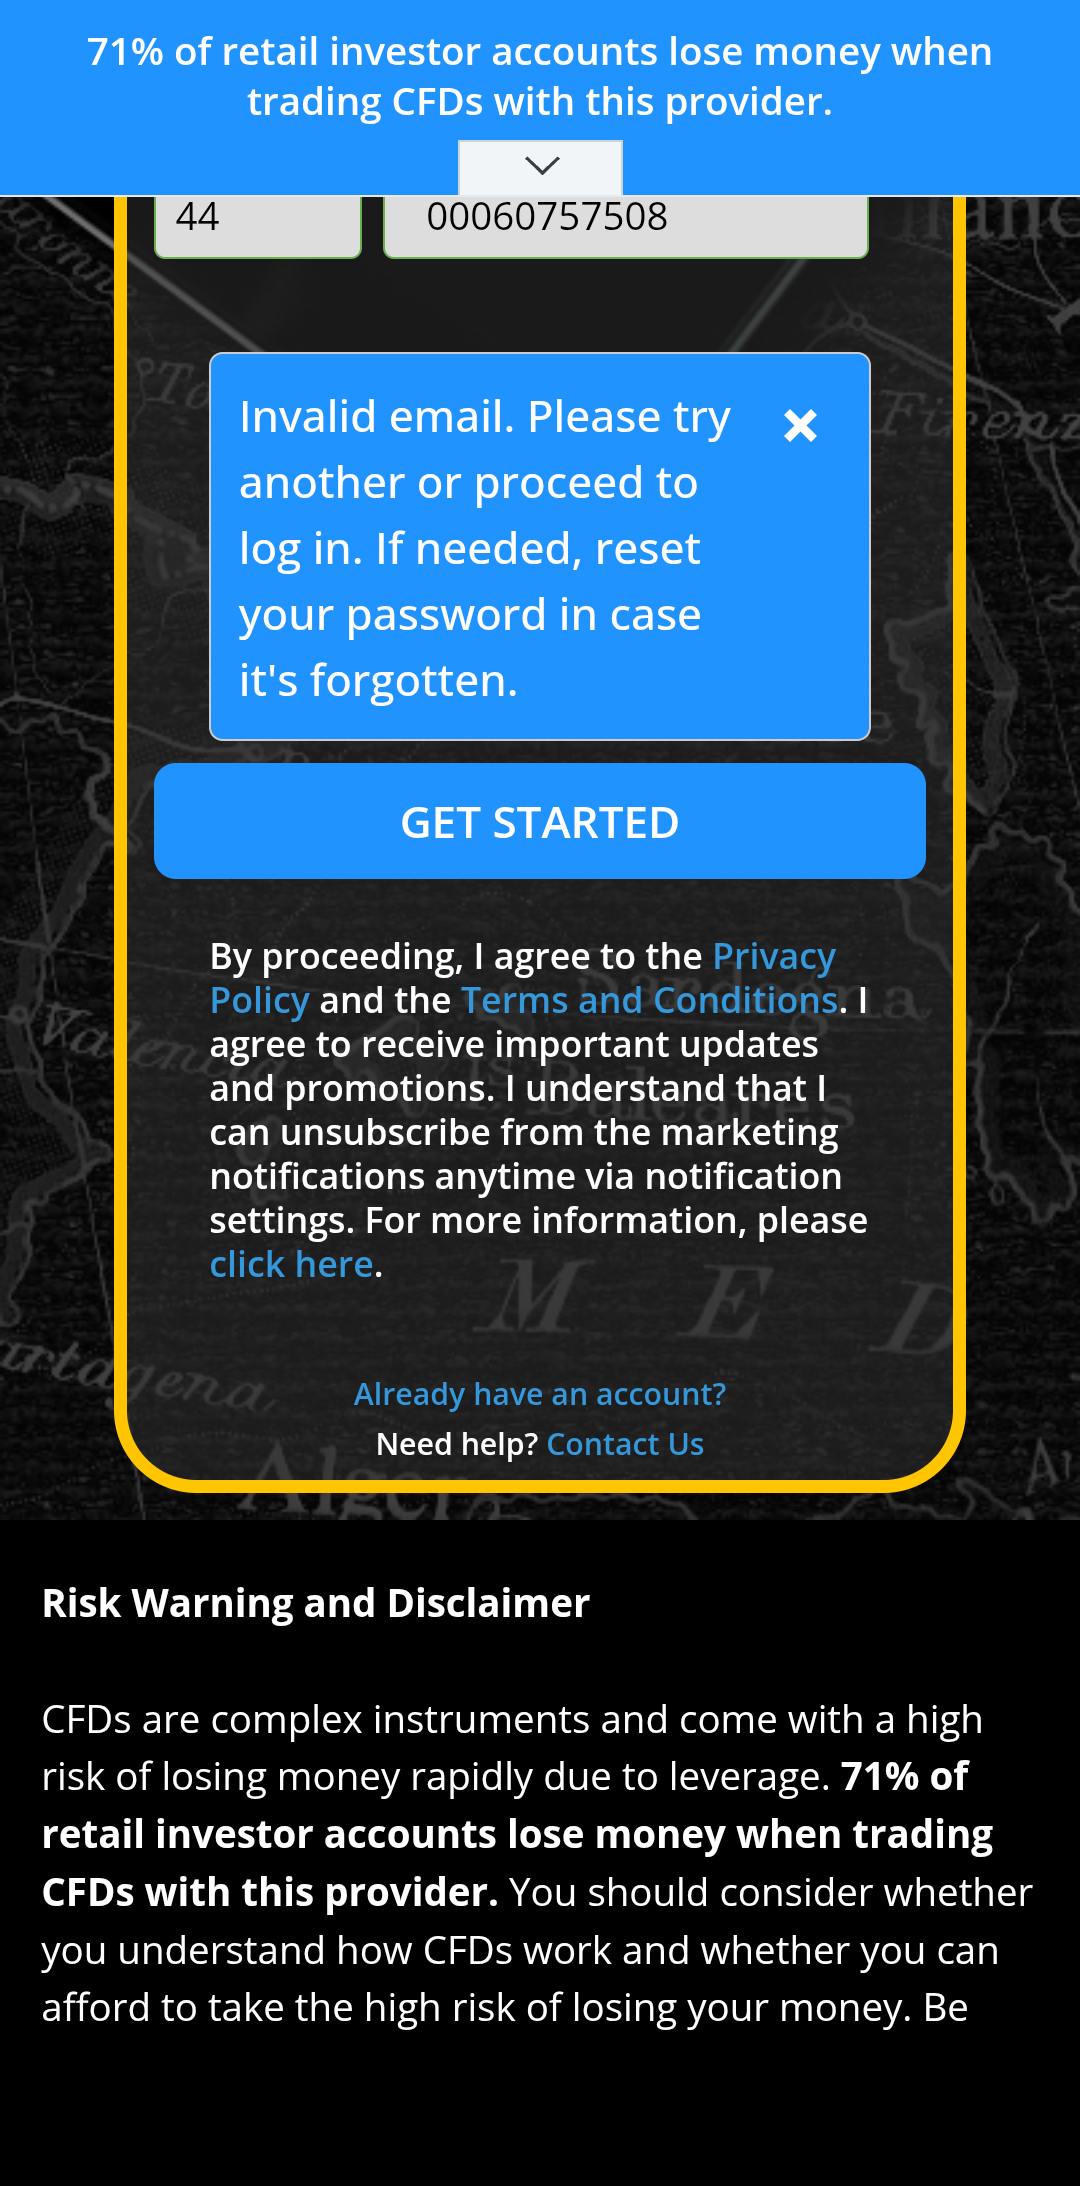 71% of retail investor accounts lose money when
trading CFDs with this provider.
44
00060757508
Invalid email. Please try
another or proceed to
log in. If needed, reset
your password in case
it's forgotten.
GET STARTED
By proceeding, I agree to the Privacy
Policy and the Terms and Conditions. I
agree to receive important updates
and promotions. I understand that I
can unsubscribe from the marketing
notifications anytime via notification
settings. For more information, please
click here.
M E D
Already have an account?
Need help? Contact Us
Alger
Risk Warning and Disclaimer
CFDs are complex instruments and come with a high
risk of losing money rapidly due to leverage. 71% of
retail investor accounts lose money when trading
CFDs with this provider. You should consider whether
you understand how CFDs work and whether you can
afford to take the high risk of losing your money. Be